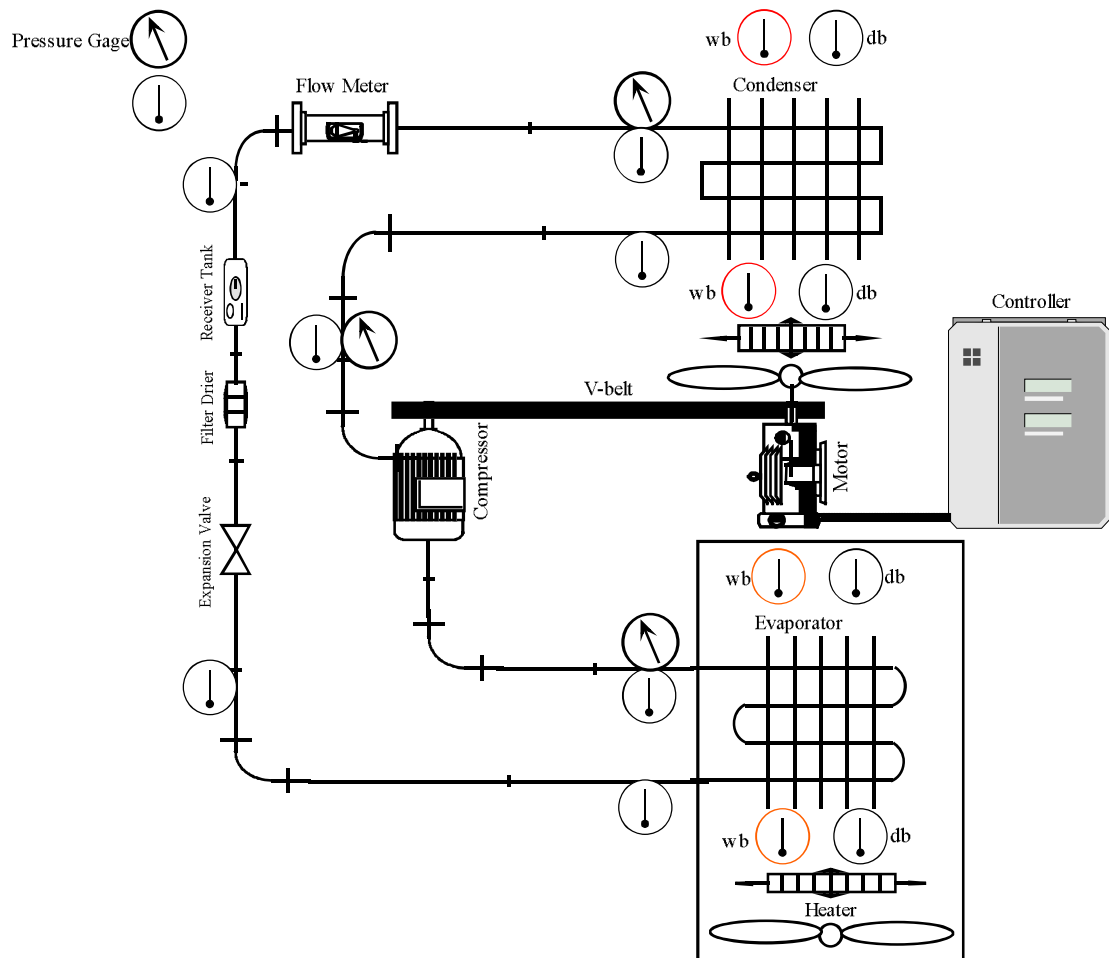 wb
db
Pressure Gage
Flow Meter
Condenser
Receiver Tank
wb
db
Controller
V-belt
Filter Drier
Compressor
Motor
Expansion Valve
wb
db
Evaporator
wb
db
Heater